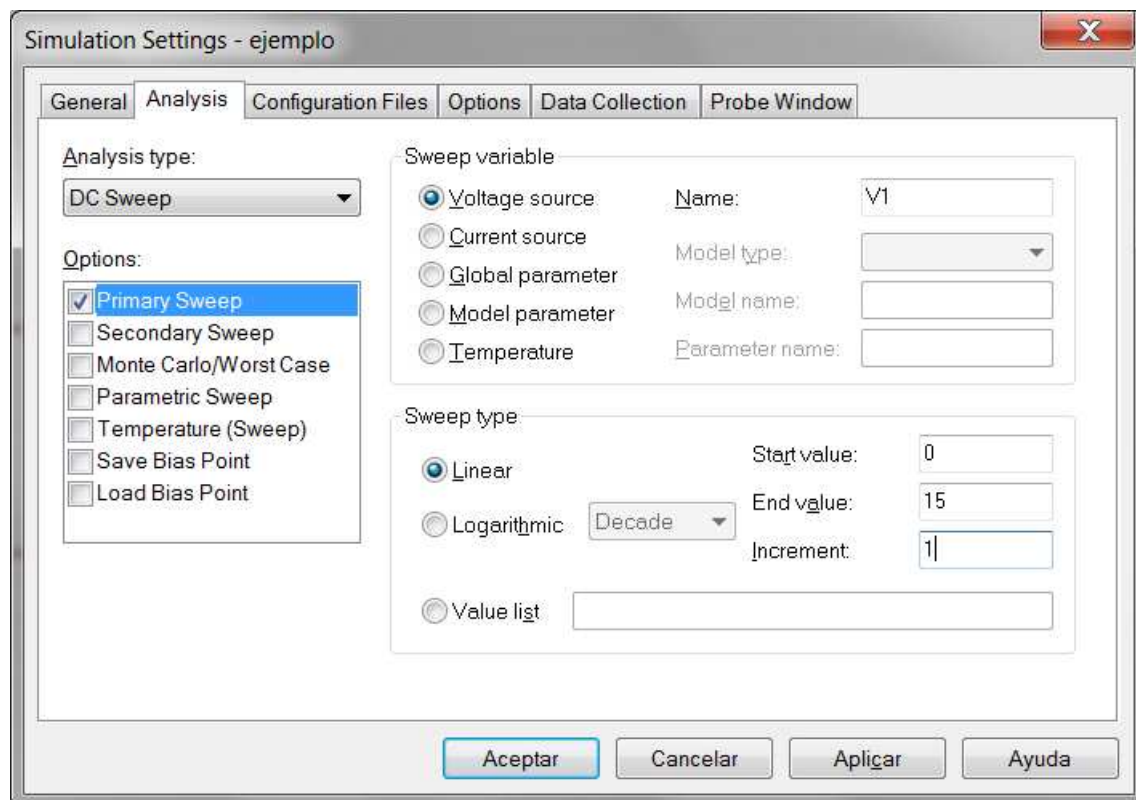 Simulation Settings - ejemplo
General Analysis Configuration Files Options Data Collection Probe Window
Analysis type:
DC Sweep
Options:
Primary Sweep
Secondary Sweep
Monte Carlo/Worst Case
Parametric Sweep
Temperature (Sweep)
Save Bias Point
Load Bias Point
Sweep variable
Voltage source
Current source
Global parameter
Model parameter
Temperature
Name: V1
Model type:
Model name:
Parameter name:
Sweep type
Linear
Logarithmic Decade
Start value: 0
End value: 15
Increment: 1
Value list
Aceptar Cancelar Aplicar Ayuda